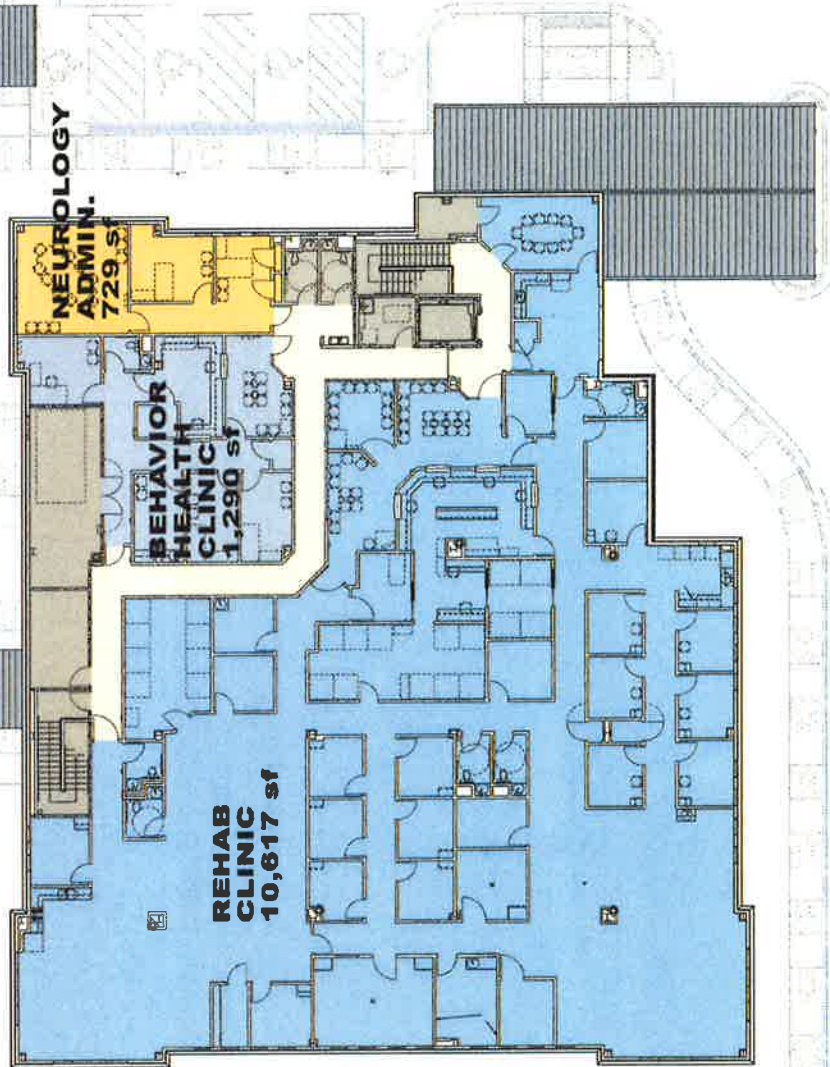 NEUROLOGY
ADMIN.
729 sf
BEHAVIOR
HEALTH
CLINIC
1,290 sf
REHAB
CLINIC
10,617 sf